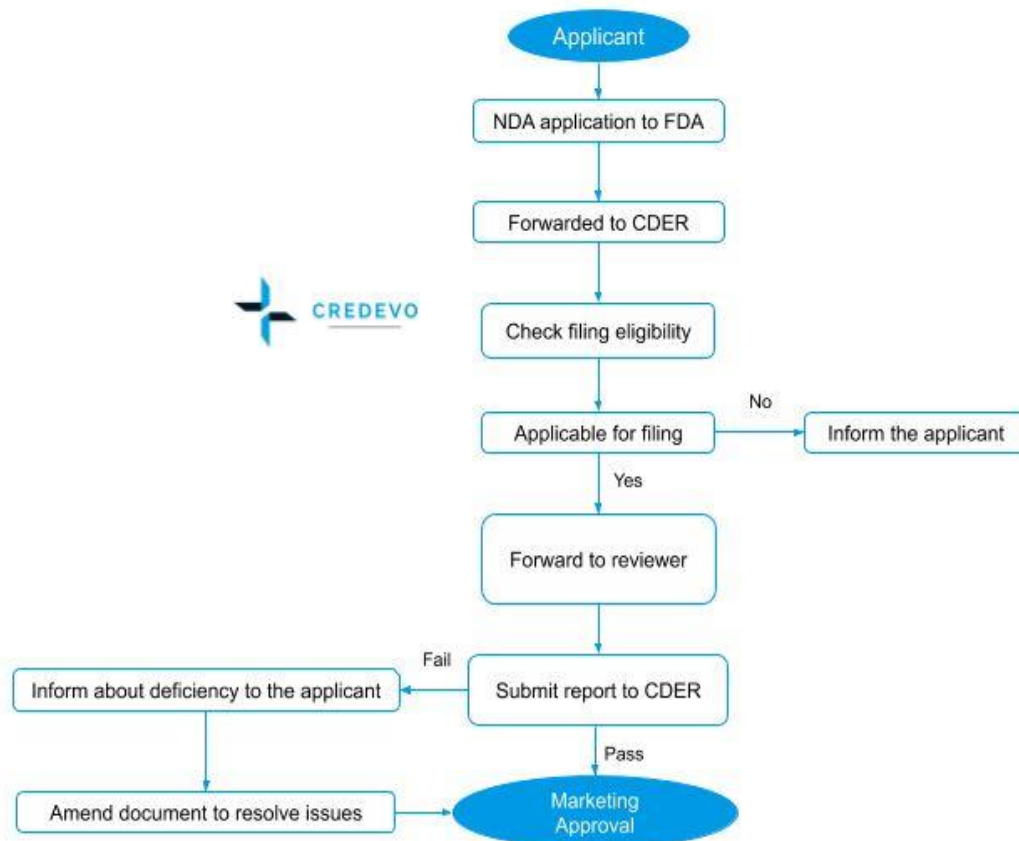 Applicant
NDA application to FDA
Forwarded to CDER
CREDEVO
Check filing eligibility
No
Applicable for filing
Inform the applicant
Yes
Forward to reviewer
Fail
Submit report to CDER
Inform about deficiency to the applicant
Pass
Amend document to resolve issues
Marketing
Approval